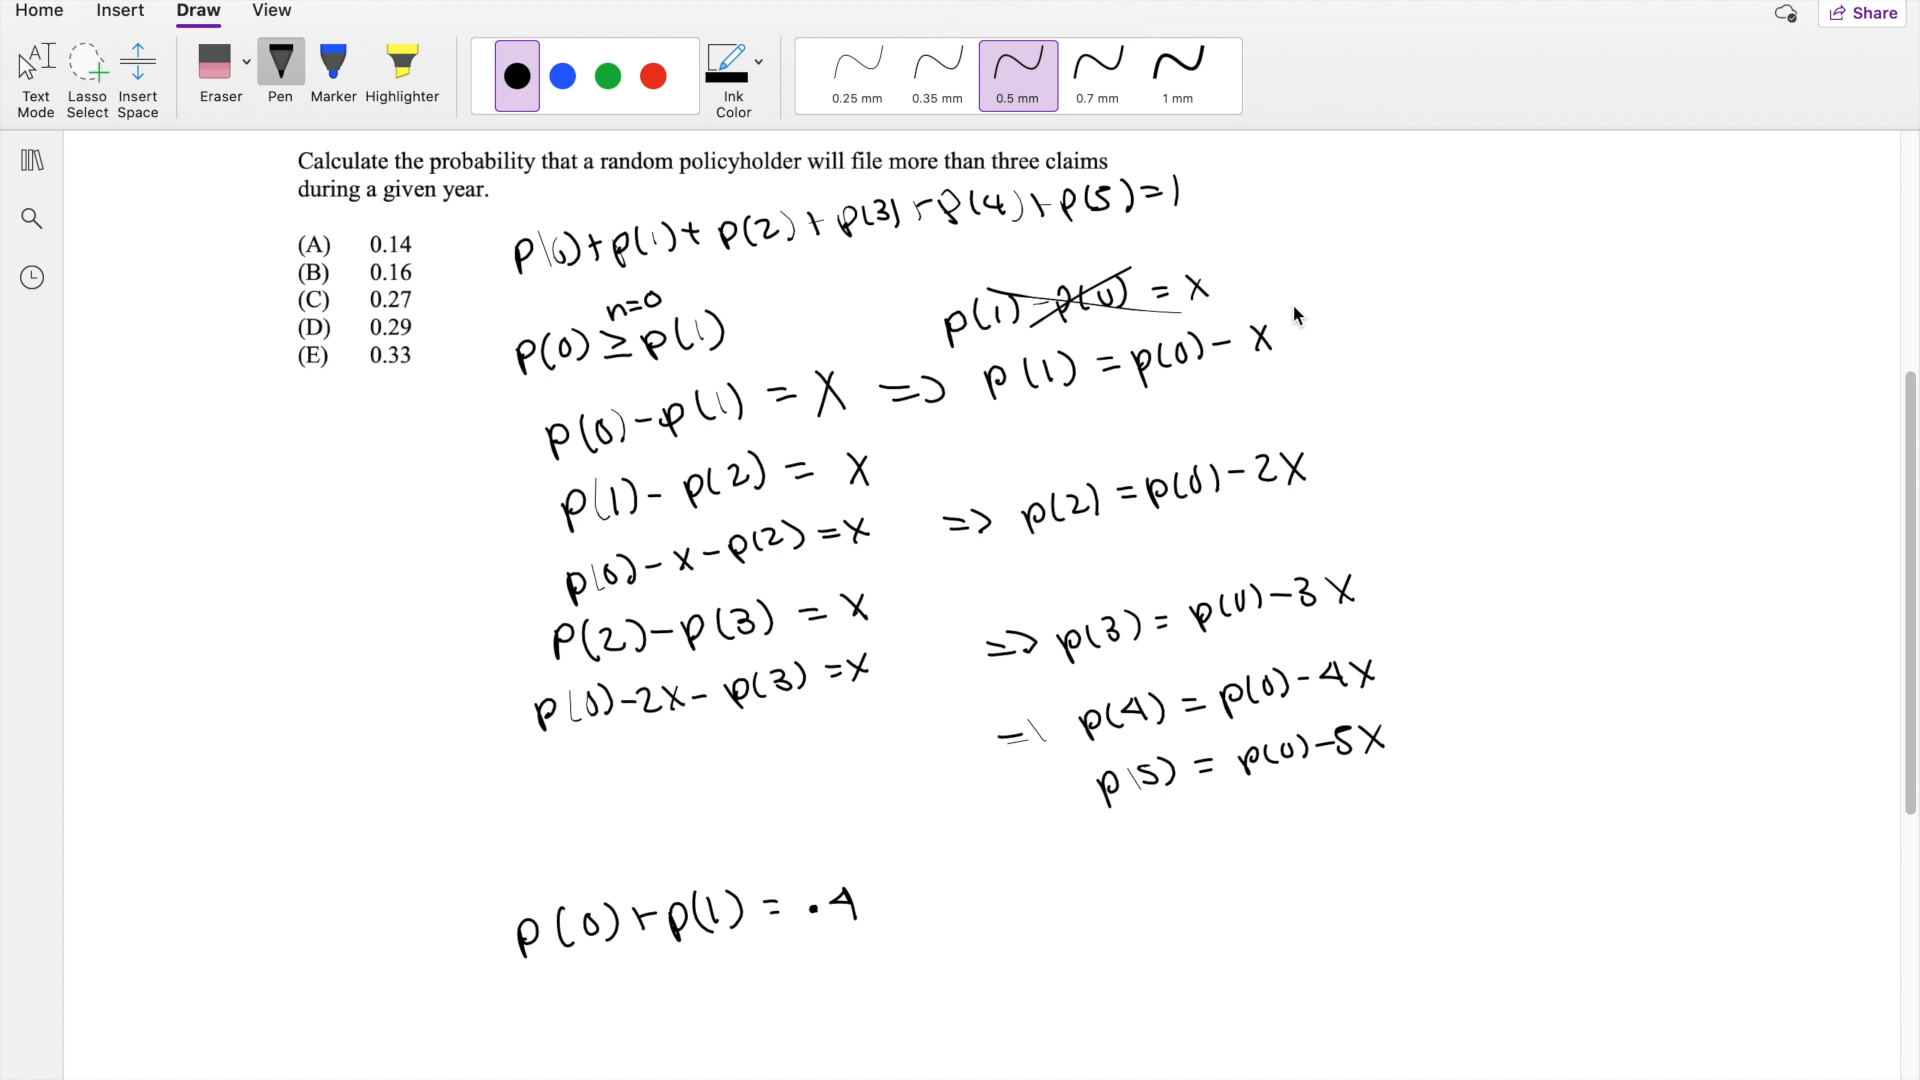 Home Insert Draw View Share
Text Mode Lasso Select Insert Space Eraser Pen Marker Highlighter Ink Color 0.25 mm 0.35 mm 0.5 mm 0.7 mm 1 mm
Calculate the probability that a random policyholder will file more than three claims
during a given year.
(A) 0.14
(B) 0.16
(C) 0.27
(D) 0.29
(E) 0.33
p(0)+p(1)+p(2)+p(3)+p(4)+p(5)=1
n=0
p(0)≥p(1)
p(1)-p(0)=x
p(0)-p(1)=x => p(1)=p(0)-x
p(1)-p(2)=x
p(0)-x-p(2)=x => p(2)=p(0)-2x
p(2)-p(3)=x => p(3)=p(0)-3x
p(0)-2x-p(3)=x
=> p(4)=p(0)-4x
p(5)=p(0)-5x
p(0)+p(1)=.4